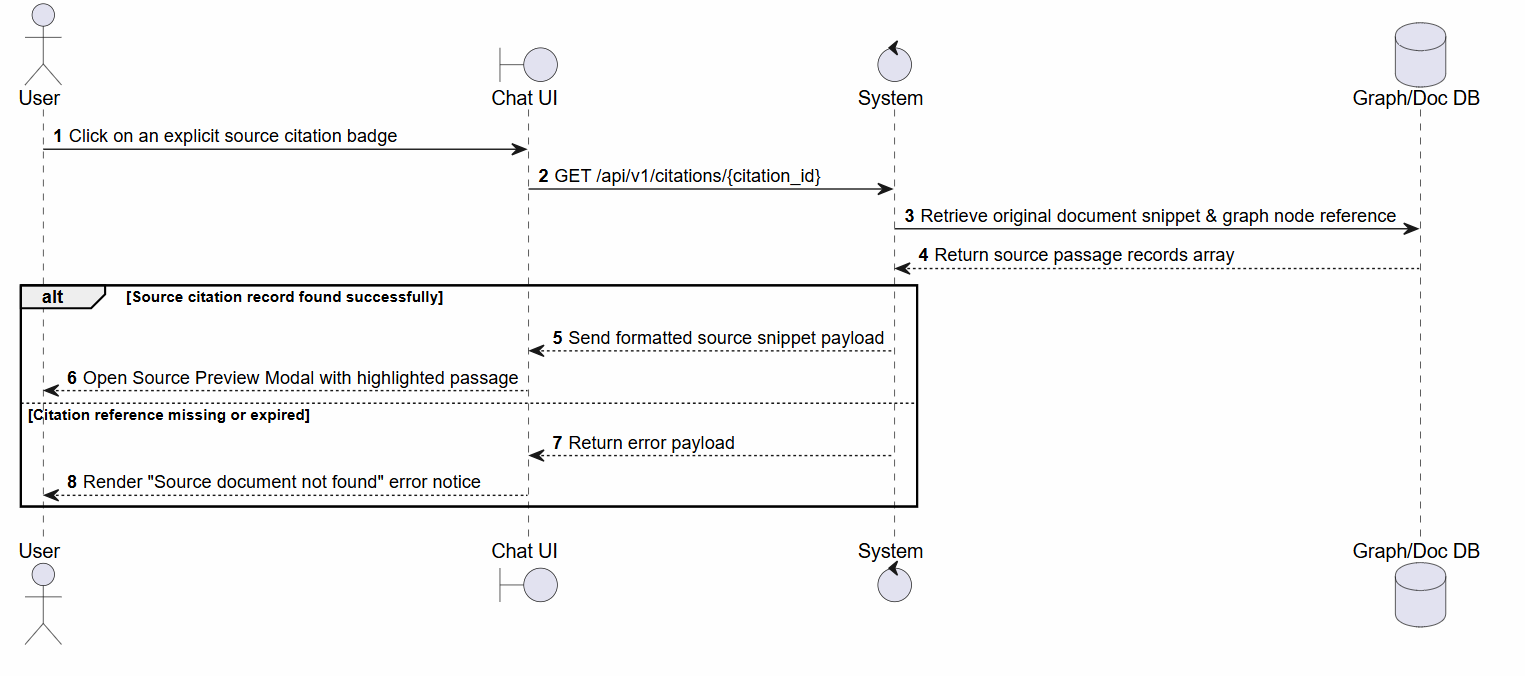 User
Chat UI
System
Graph/Doc DB
1 Click on an explicit source citation badge
2 GET /api/v1/citations/{citation_id}
3 Retrieve original document snippet & graph node reference
4 Return source passage records array
alt [Source citation record found successfully]
5 Send formatted source snippet payload
6 Open Source Preview Modal with highlighted passage
[Citation reference missing or expired]
7 Return error payload
8 Render "Source document not found" error notice
User
Chat UI
System
Graph/Doc DB